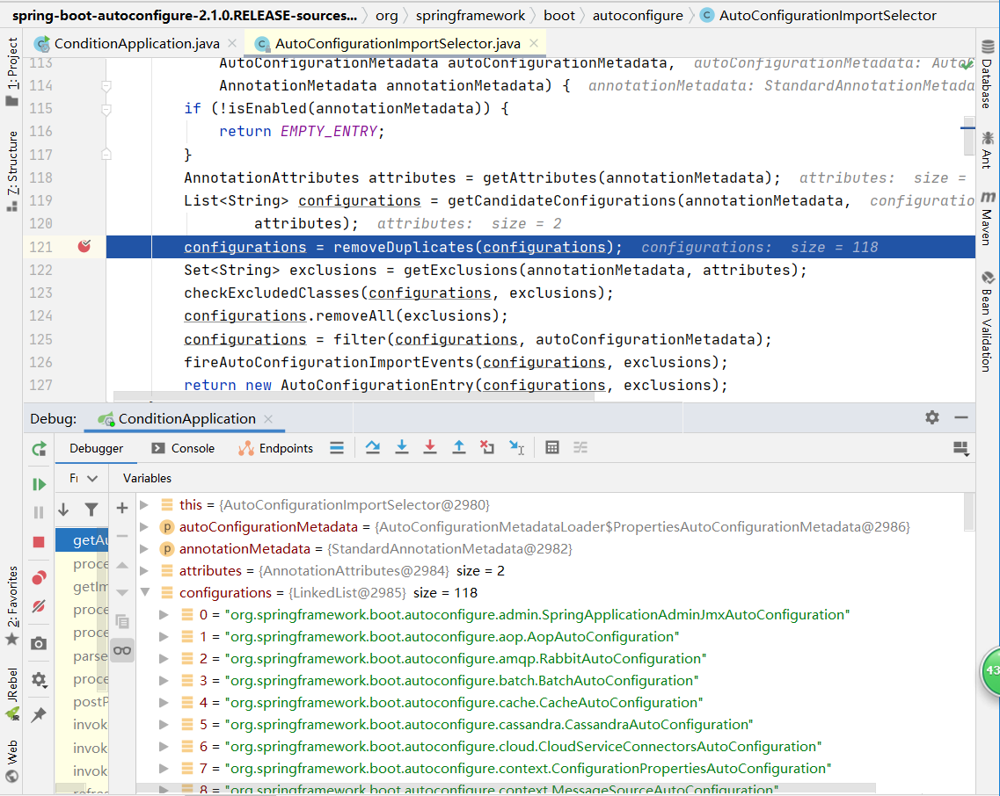 spring-boot-autoconfigure-2.1.0.RELEASE-sources... org springframework boot autoconfigure AutoConfigurationImportSelector
ConditionApplication.java AutoConfigurationImportSelector.java
1: Project
7: Structure
2: Favorites
JRebel
Web
Database
Ant
Maven
Bean Validation
113 AutoConfigurationMetadata autoConfigurationMetadata, autoConfigurationMetadata: AutoC
114 AnnotationMetadata annotationMetadata) { annotationMetadata: StandardAnnotationMetada
115 if (!isEnabled(annotationMetadata)) {
116 return EMPTY_ENTRY;
117 }
118 AnnotationAttributes attributes = getAttributes(annotationMetadata); attributes: size =
119 List<String> configurations = getCandidateConfigurations(annotationMetadata, configuratio
120 attributes); attributes: size = 2
121 configurations = removeDuplicates(configurations); configurations: size = 118
122 Set<String> exclusions = getExclusions(annotationMetadata, attributes);
123 checkExcludedClasses(configurations, exclusions);
124 configurations.removeAll(exclusions);
125 configurations = filter(configurations, autoConfigurationMetadata);
126 fireAutoConfigurationImportEvents(configurations, exclusions);
127 return new AutoConfigurationEntry(configurations, exclusions);
Debug: ConditionApplication
Debugger Console Endpoints
Fr Variables
getAu
proce
getIm
proce
proce
parse
proce
postP
invok
invok
invok
refre
this = {AutoConfigurationImportSelector@2980}
autoConfigurationMetadata = {AutoConfigurationMetadataLoader$PropertiesAutoConfigurationMetadata@2986}
annotationMetadata = {StandardAnnotationMetadata@2982}
attributes = {AnnotationAttributes@2984} size = 2
configurations = {LinkedList@2985} size = 118
0 = "org.springframework.boot.autoconfigure.admin.SpringApplicationAdminJmxAutoConfiguration"
1 = "org.springframework.boot.autoconfigure.aop.AopAutoConfiguration"
2 = "org.springframework.boot.autoconfigure.amqp.RabbitAutoConfiguration"
3 = "org.springframework.boot.autoconfigure.batch.BatchAutoConfiguration"
4 = "org.springframework.boot.autoconfigure.cache.CacheAutoConfiguration"
5 = "org.springframework.boot.autoconfigure.cassandra.CassandraAutoConfiguration"
6 = "org.springframework.boot.autoconfigure.cloud.CloudServiceConnectorsAutoConfiguration"
7 = "org.springframework.boot.autoconfigure.context.ConfigurationPropertiesAutoConfiguration"
8 = "org.springframework.boot.autoconfigure.context.MessageSourceAutoConfiguration"
43